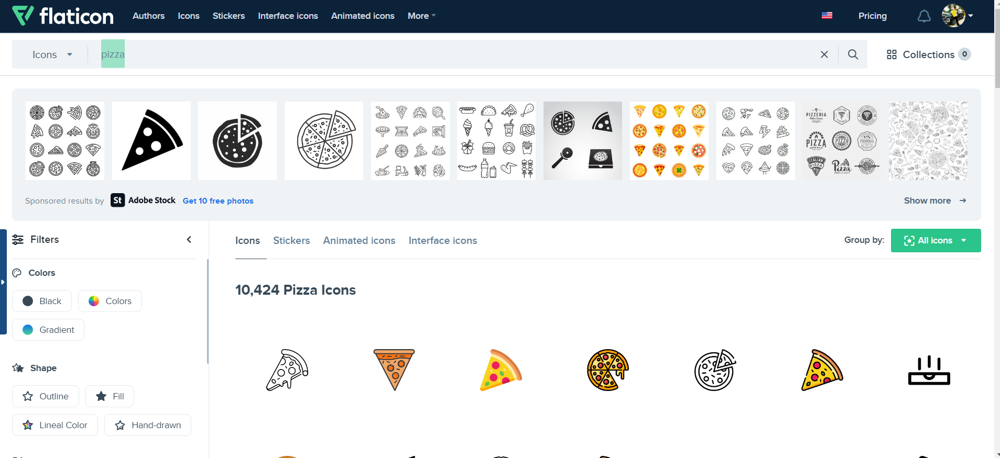 flaticon
Authors Icons Stickers Interface icons Animated icons More
Pricing
Icons
pizza
Collections 0
PIZZERIA
PIZZA
PIZZA
PIZZERIA
ITALIAN
PIZZA
Pizza
FRESH & TASTY
Sponsored results by St Adobe Stock Get 10 free photos
Show more
Filters
Icons Stickers Animated icons Interface icons
Group by: All icons
Colors
Black Colors
Gradient
10,424 Pizza Icons
Shape
Outline Fill
Lineal Color Hand-drawn